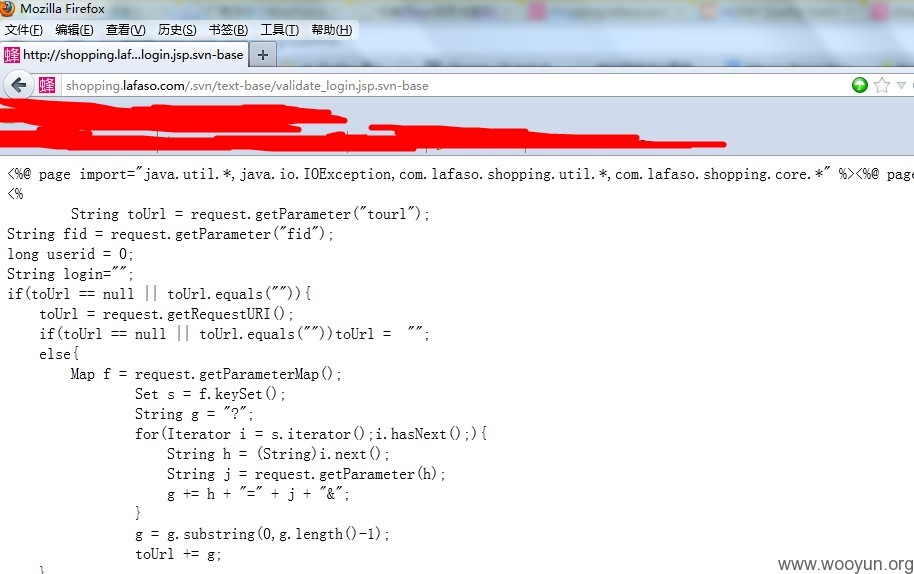 Mozilla Firefox
文件(F) 编辑(E) 查看(V) 历史(S) 书签(B) 工具(T) 帮助(H)
蜂 http://shopping.laf...login.jsp.svn-base +
蜂 shopping.lafaso.com/.svn/text-base/validate_login.jsp.svn-base
<%@ page import="java.util.*,java.io.IOException,com.lafaso.shopping.util.*,com.lafaso.shopping.core.*" %><%@ page
<%
String toUrl = request.getParameter("tourl");
String fid = request.getParameter("fid");
long userid = 0;
String login="";
if(toUrl == null || toUrl.equals("")){
toUrl = request.getRequestURI();
if(toUrl == null || toUrl.equals(""))toUrl = "";
else{
Map f = request.getParameterMap();
Set s = f.keySet();
String g = "?";
for(Iterator i = s.iterator();i.hasNext();){
String h = (String)i.next();
String j = request.getParameter(h);
g += h + "=" + j + "&";
}
g = g.substring(0,g.length()-1);
toUrl += g;
}
www.wooyun.org